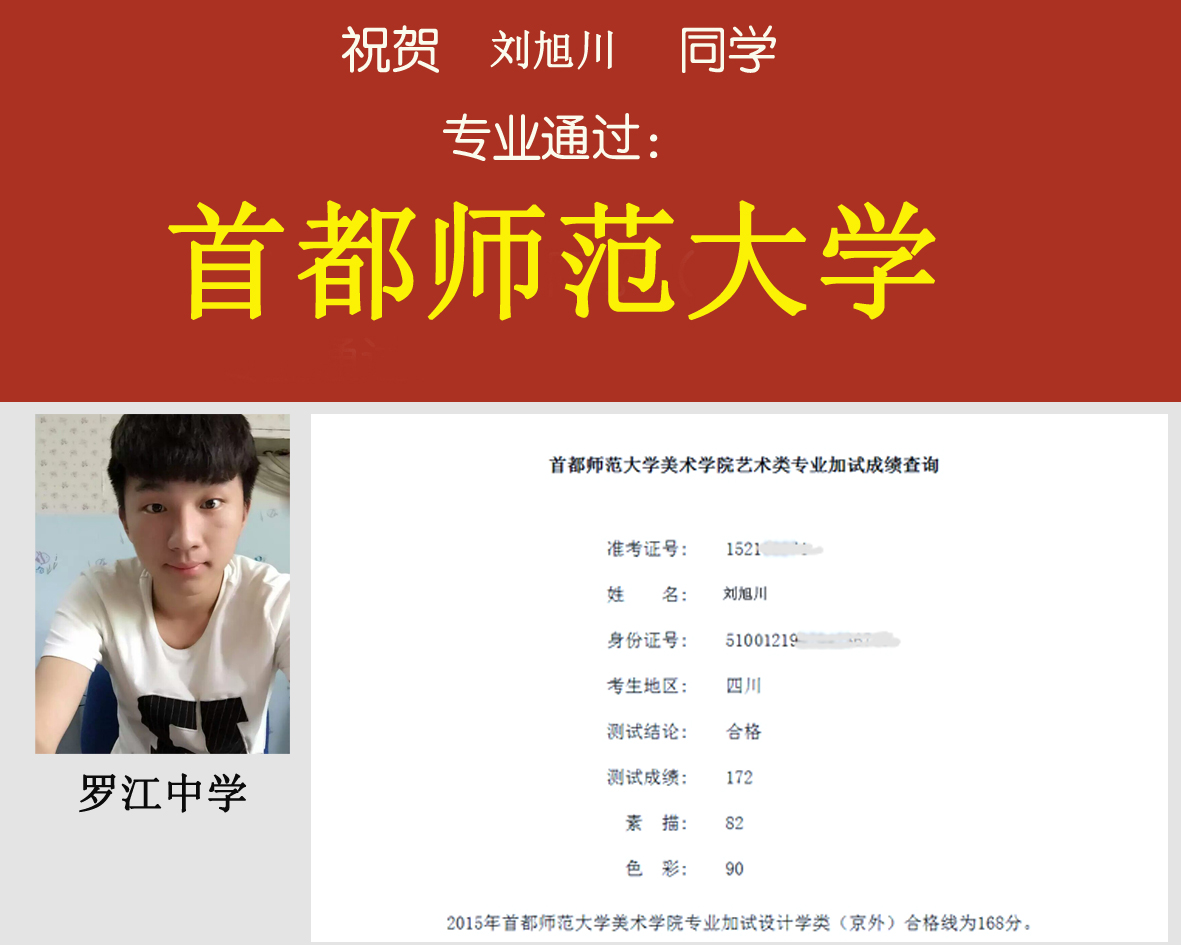 祝贺 刘旭川 同学
专业通过：
首都师范大学
罗江中学
首都师范大学美术学院艺术类专业加试成绩查询
准考证号： 1521
姓 名： 刘旭川
身份证号： 51001219
考生地区： 四川
测试结论： 合格
测试成绩： 172
素 描： 82
色 彩： 90
2015年首都师范大学美术学院专业加试设计学类（京外）合格线为168分。